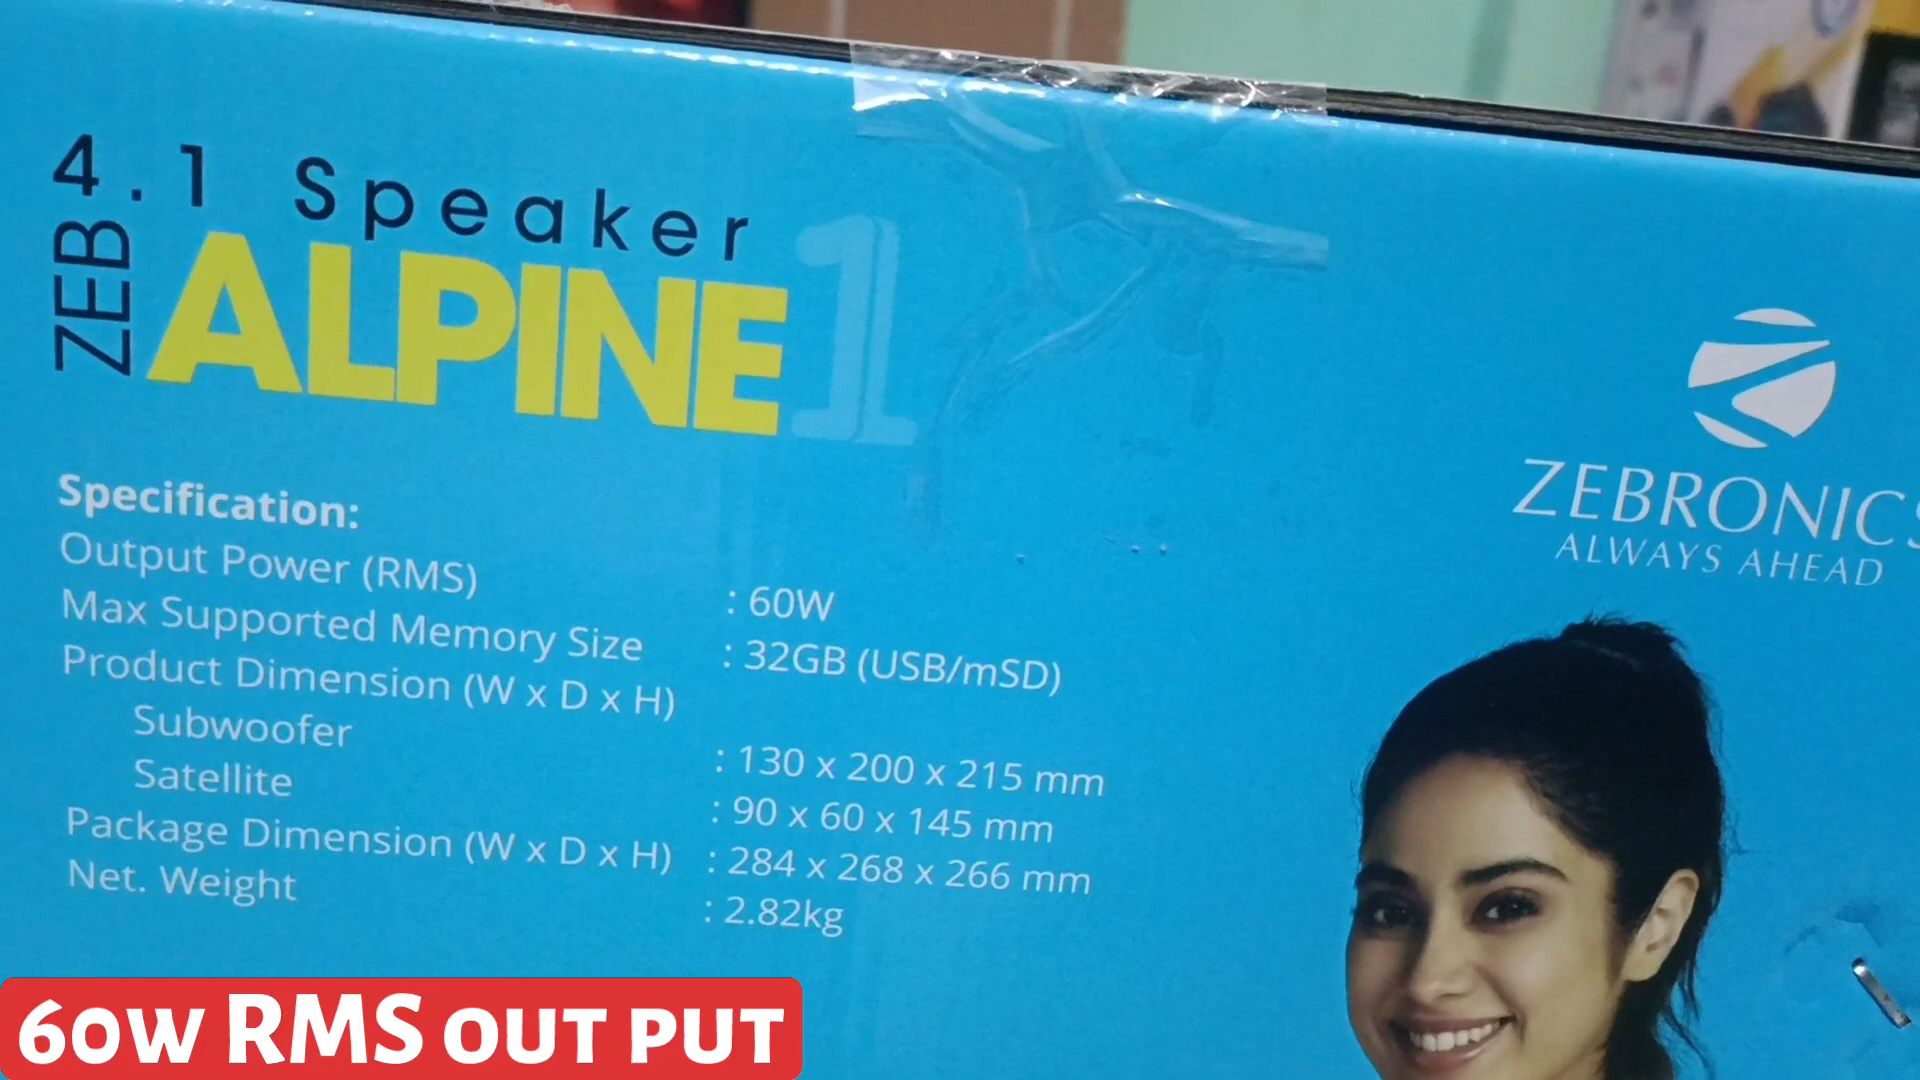 4.1 Speaker
ZEB ALPINE 1
ZEBRONICS
ALWAYS AHEAD
Specification:
Output Power (RMS) : 60W
Max Supported Memory Size : 32GB (USB/mSD)
Product Dimension (W x D x H)
Subwoofer : 130 x 200 x 215 mm
Satellite : 90 x 60 x 145 mm
Package Dimension (W x D x H) : 284 x 268 x 266 mm
Net. Weight : 2.82kg
60W RMS OUT PUT